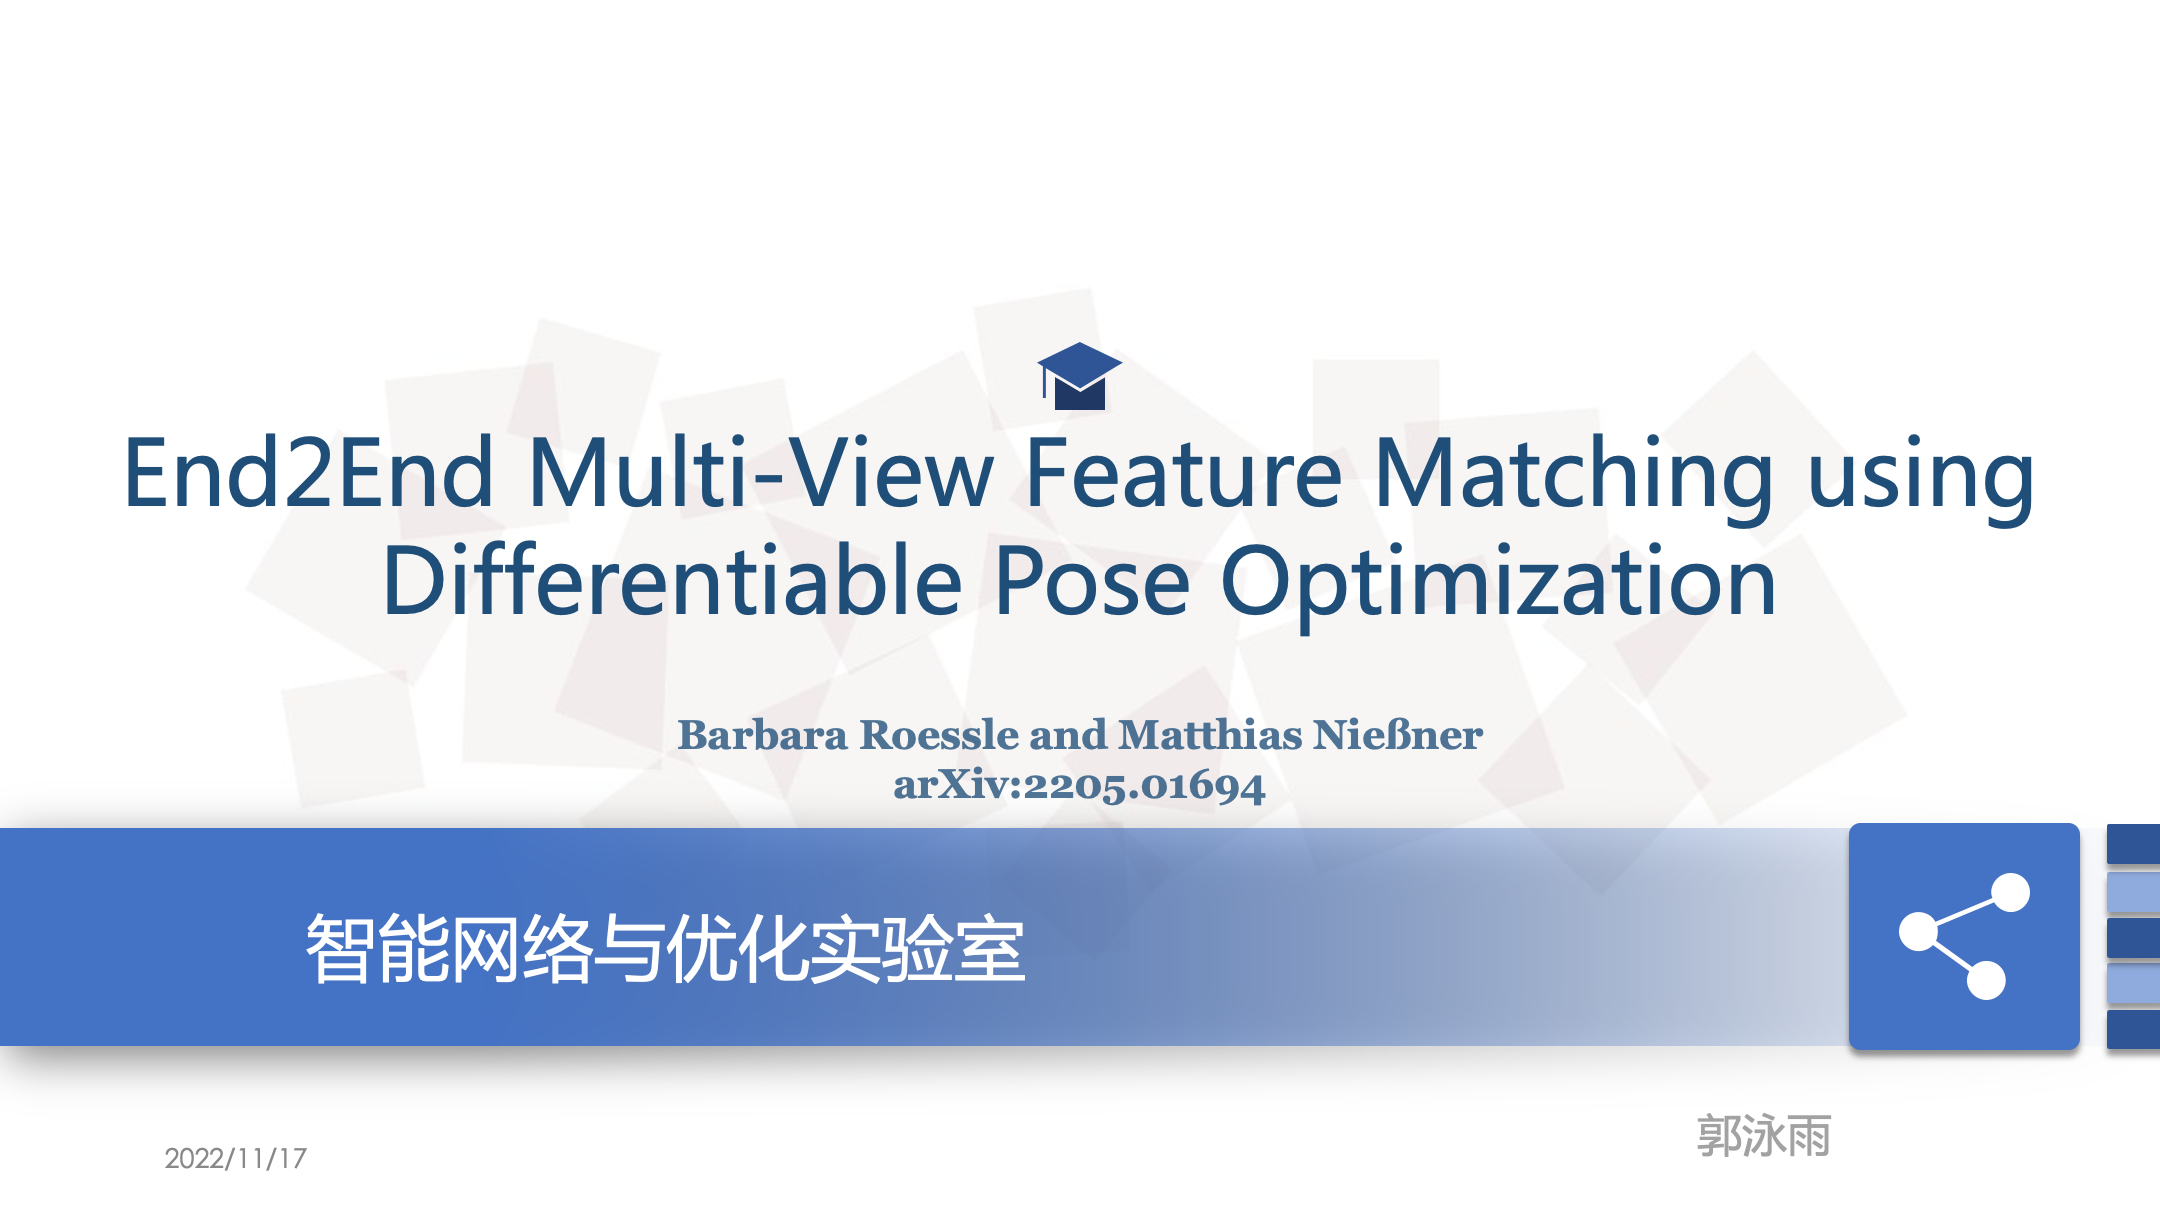 End2End Multi-View Feature Matching using
Differentiable Pose Optimization
Barbara Roessle and Matthias Nießner
arXiv:2205.01694
智能网络与优化实验室
郭泳雨
2022/11/17